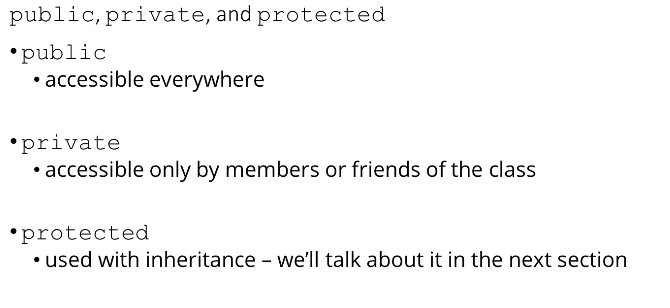 public, private, and protected
• public
• accessible everywhere
• private
• accessible only by members or friends of the class
• protected
• used with inheritance – we’ll talk about it in the next section